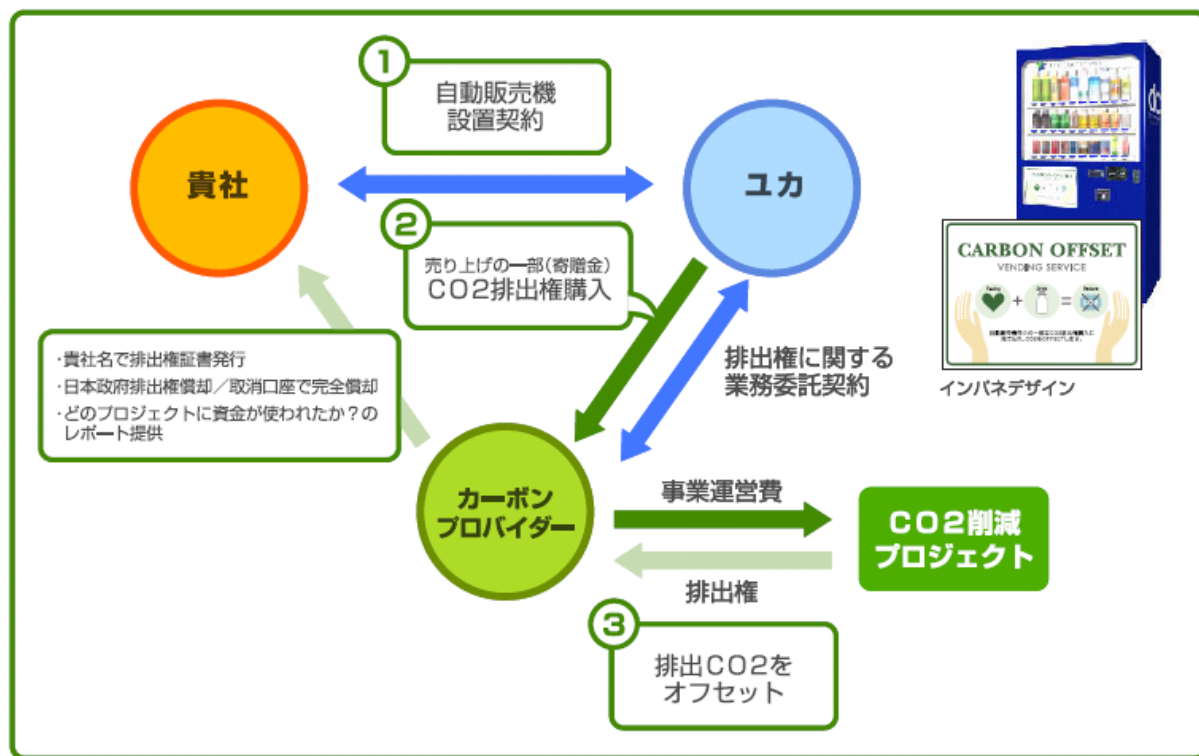 1
自動販売機
設置契約
貴社
ユカ
2
売り上げの一部(寄贈金)
CO2排出権購入
CARBON OFFSET
VENDING SERVICE
+
=
インパネデザイン
排出権に関する
業務委託契約
・貴社名で排出権証書発行
・日本政府排出権償却/取消口座で完全償却
・どのプロジェクトに資金が使われたか?の
レポート提供
カーボン
プロバイダー
事業運営費
CO2削減
プロジェクト
排出権
3
排出CO2を
オフセット